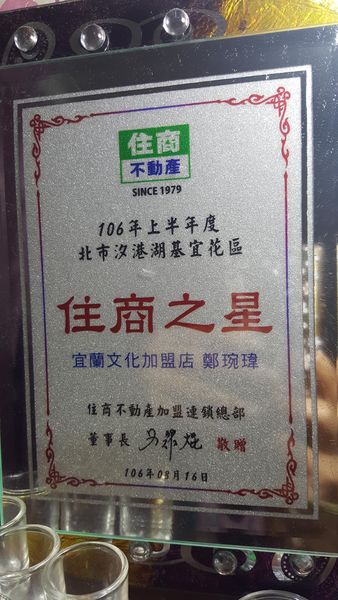 住商
不動產
SINCE 1979
106年上半年度
北市汐港湖基宜花區
住商之星
宜蘭文化加盟店 鄭琬瑋
住商不動產加盟連鎖總部
董事長 敬贈
106年08月16日